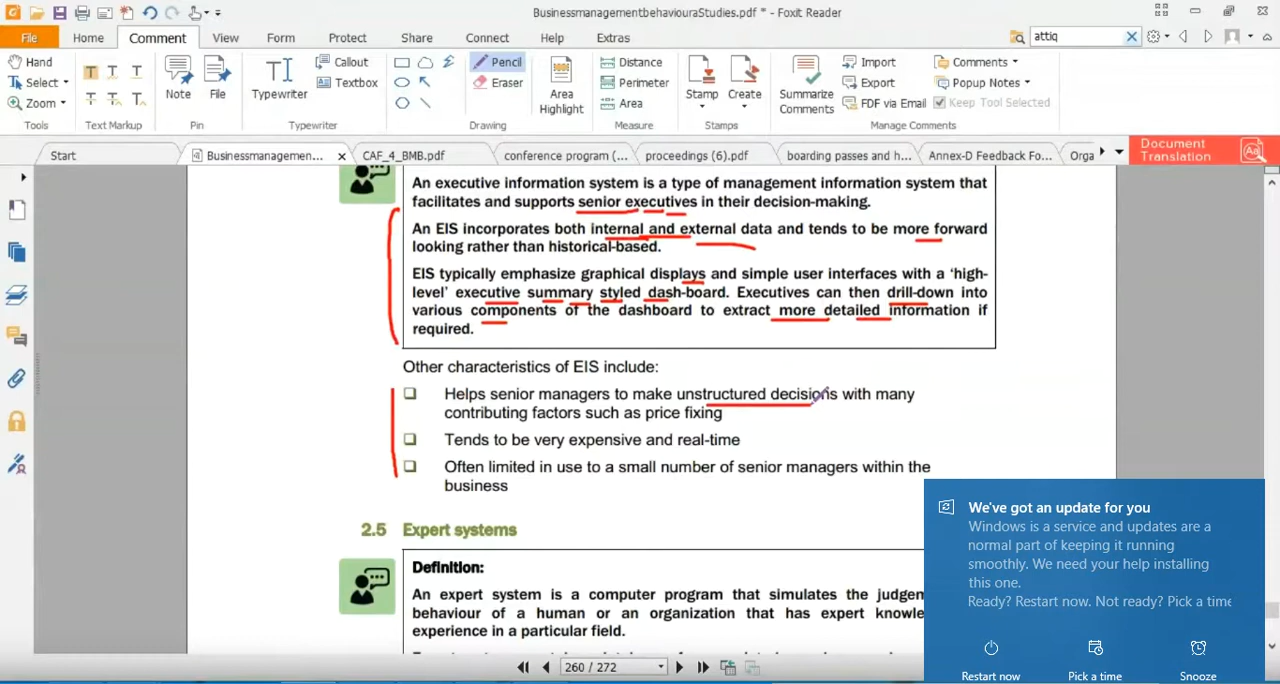 BusinessmanagementbehaviouraStudies.pdf * - Foxit Reader
File Home Comment View Form Protect Share Connect Help Extras attiq
Hand
Select
Zoom
Tools
Text Markup
Note
File
Pin
Typewriter
Callout
Textbox
Typewriter
Pencil
Eraser
Drawing
Area Highlight
Distance
Perimeter
Area
Measure
Stamp
Create
Stamps
Summarize Comments
Import
Export
FDF via Email
Comments
Popup Notes
Keep Tool Selected
Manage Comments
Start Businessmanagemen... CAF_4_BMB.pdf conference program (... proceedings (6).pdf boarding passes and h... Annex-D Feedback Fo... Orga
Document
Translation
An executive information system is a type of management information system that
facilitates and supports senior executives in their decision-making.
An EIS incorporates both internal and external data and tends to be more forward
looking rather than historical-based.
EIS typically emphasize graphical displays and simple user interfaces with a ‘high-
level’ executive summary styled dash-board. Executives can then drill-down into
various components of the dashboard to extract more detailed information if
required.
Other characteristics of EIS include:
Helps senior managers to make unstructured decisions with many
contributing factors such as price fixing
Tends to be very expensive and real-time
Often limited in use to a small number of senior managers within the
business
2.5 Expert systems
Definition:
An expert system is a computer program that simulates the judgen
behaviour of a human or an organization that has expert knowle
experience in a particular field.
We've got an update for you
Windows is a service and updates are a
normal part of keeping it running
smoothly. We need your help installing
this one.
Ready? Restart now. Not ready? Pick a time
Restart now Pick a time Snooze
260 / 272